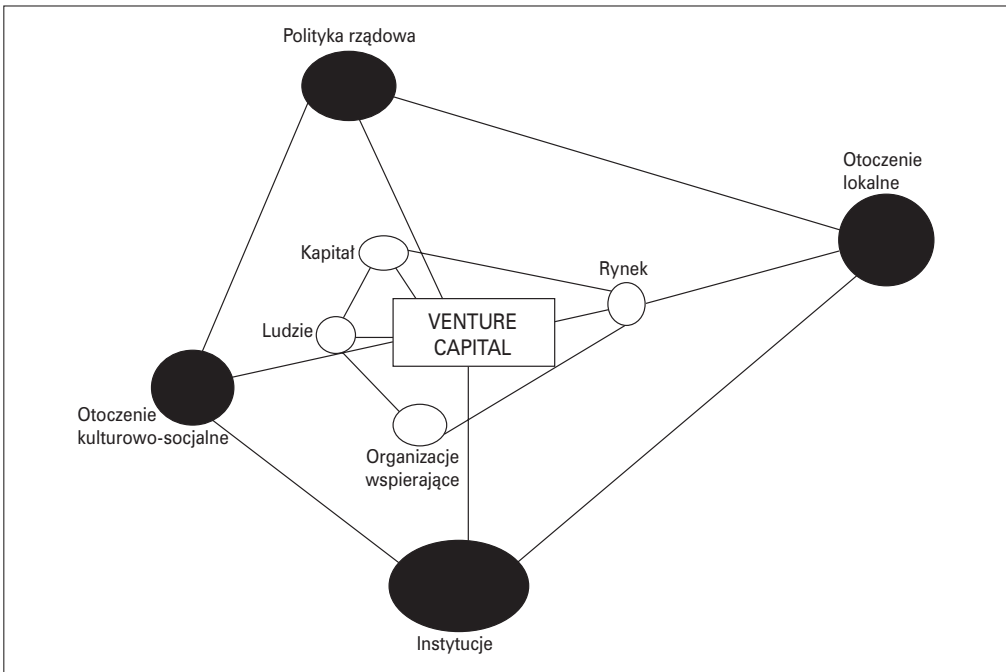 Polityka rządowa
Otoczenie
lokalne
Kapitał
Rynek
Ludzie
VENTURE
CAPITAL
Otoczenie
kulturowo-socjalne
Organizacje
wspierające
Instytucje